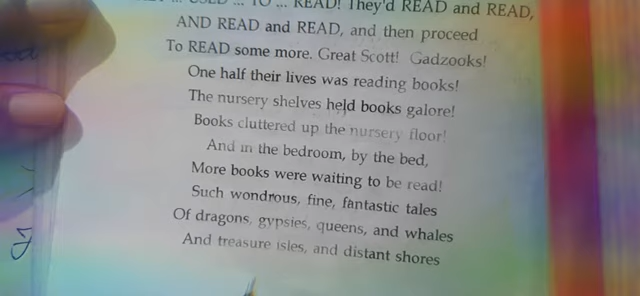 USED ... TO ... READ! They'd READ and READ,
AND READ and READ, and then proceed
To READ some more. Great Scott! Gadzooks!
One half their lives was reading books!
The nursery shelves held books galore!
Books cluttered up the nursery floor!
And in the bedroom, by the bed,
More books were waiting to be read!
Such wondrous, fine, fantastic tales
Of dragons, gypsies, queens, and whales
And treasure isles, and distant shores